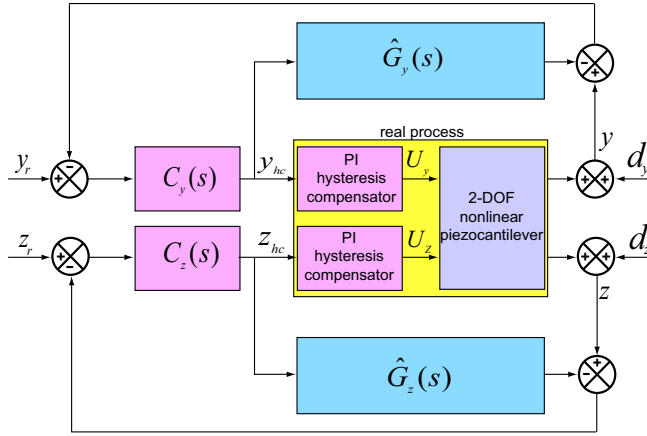 Ĝ_y(s)
real process
y
y_r
C_y(s)
y_hc
PI
hysteresis
compensator
U_y
2-DOF
nonlinear
piezocantilever
d_y
z_r
C_z(s)
z_hc
PI
hysteresis
compensator
U_Z
d_z
z
Ĝ_z(s)